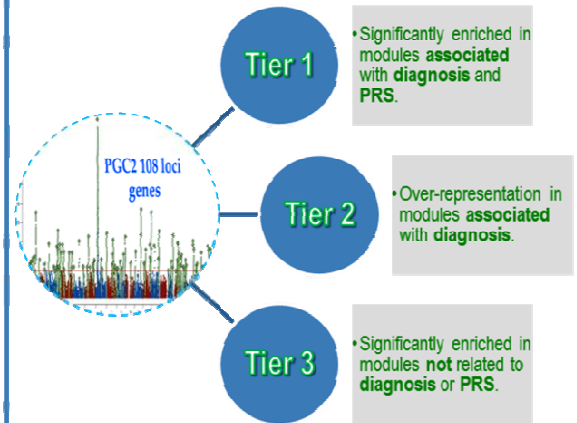 Tier 1
• Significantly enriched in
modules associated
with diagnosis and
PRS.
PGC2 108 loci
genes
Tier 2
• Over-representation in
modules associated
with diagnosis.
Tier 3
• Significantly enriched in
modules not related to
diagnosis or PRS.